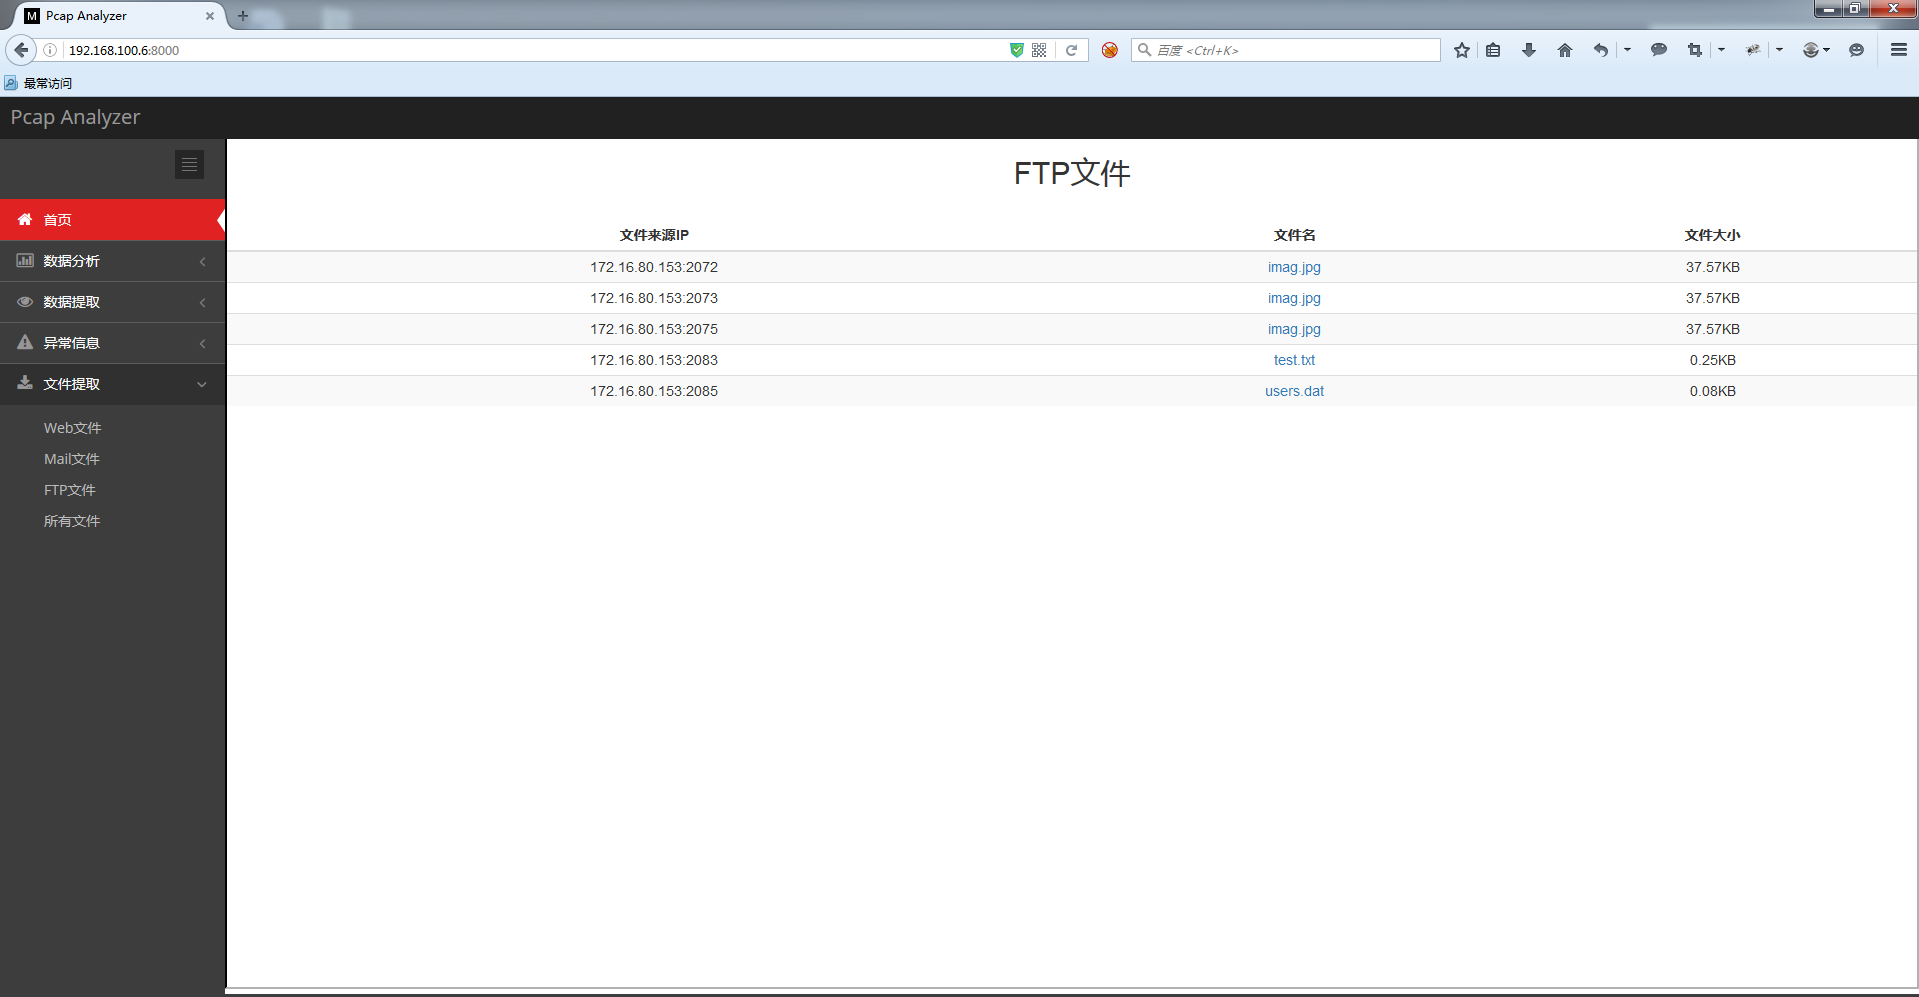 M Pcap Analyzer
192.168.100.6:8000
百度 <Ctrl+K>
最常访问
Pcap Analyzer
首页
数据分析
数据提取
异常信息
文件提取
Web文件
Mail文件
FTP文件
所有文件
FTP文件
文件来源IP 文件名 文件大小
172.16.80.153:2072 imag.jpg 37.57KB
172.16.80.153:2073 imag.jpg 37.57KB
172.16.80.153:2075 imag.jpg 37.57KB
172.16.80.153:2083 test.txt 0.25KB
172.16.80.153:2085 users.dat 0.08KB